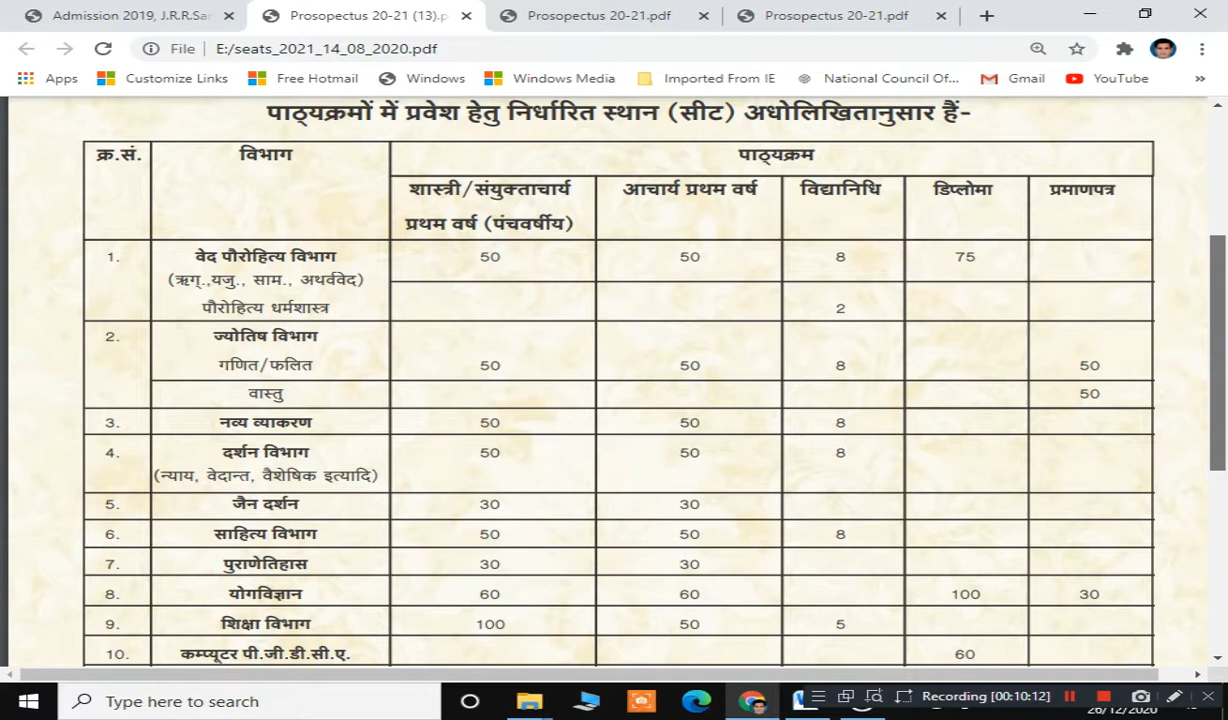 Admission 2019, J.R.R.Sar
Prosopectus 20-21 (13).p
Prosopectus 20-21.pdf
Prosopectus 20-21.pdf
File | E:/seats_2021_14_08_2020.pdf
Apps Customize Links Free Hotmail Windows Windows Media Imported From IE National Council Of... Gmail YouTube »
पाठ्यक्रमों में प्रवेश हेतु निर्धारित स्थान (सीट) अधोलिखितानुसार हैं-
क्र.सं. विभाग पाठ्यक्रम
शास्त्री/संयुक्ताचार्य आचार्य प्रथम वर्ष विद्यानिधि डिप्लोमा प्रमाणपत्र
प्रथम वर्ष (पंचवर्षीय)
1. वेद पौरोहित्य विभाग 50 50 8 75
(ऋग्.,यजु., साम., अथर्ववेद)
पौरोहित्य धर्मशास्त्र 2
2. ज्योतिष विभाग
गणित/फलित 50 50 8 50
वास्तु 50
3. नव्य व्याकरण 50 50 8
4. दर्शन विभाग 50 50 8
(न्याय, वेदान्त, वैशेषिक इत्यादि)
5. जैन दर्शन 30 30
6. साहित्य विभाग 50 50 8
7. पुराणेतिहास 30 30
8. योगविज्ञान 60 60 100 30
9. शिक्षा विभाग 100 50 5
10. कम्प्यूटर पी.जी.डी.सी.ए. 60
Type here to search
Recording [00:10:12]
26/12/2020